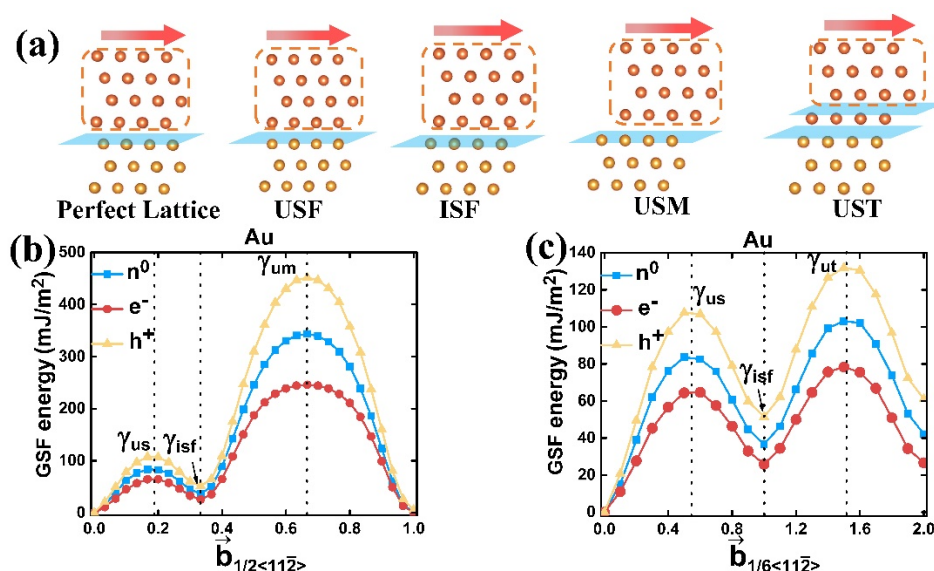 (a)
Perfect Lattice
USF
ISF
USM
UST
(b)
Au
GSF energy (mJ/m²)
500
400
300
200
100
0
n⁰
e⁻
h⁺
γum
γus
γisf
0.0 0.2 0.4 0.6 0.8 1.0
b⃗1/2<112̅>
(c)
Au
GSF energy (mJ/m²)
140
120
100
80
60
40
20
0
n⁰
e⁻
h⁺
γus
γut
γisf
0.0 0.4 0.8 1.2 1.6 2.0
b⃗1/6<112̅>